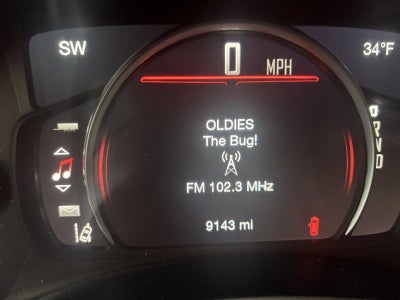 SW
0 MPH
34°F
OLDIES
The Bug!
FM 102.3 MHz
9143 mi
P
R
N
D